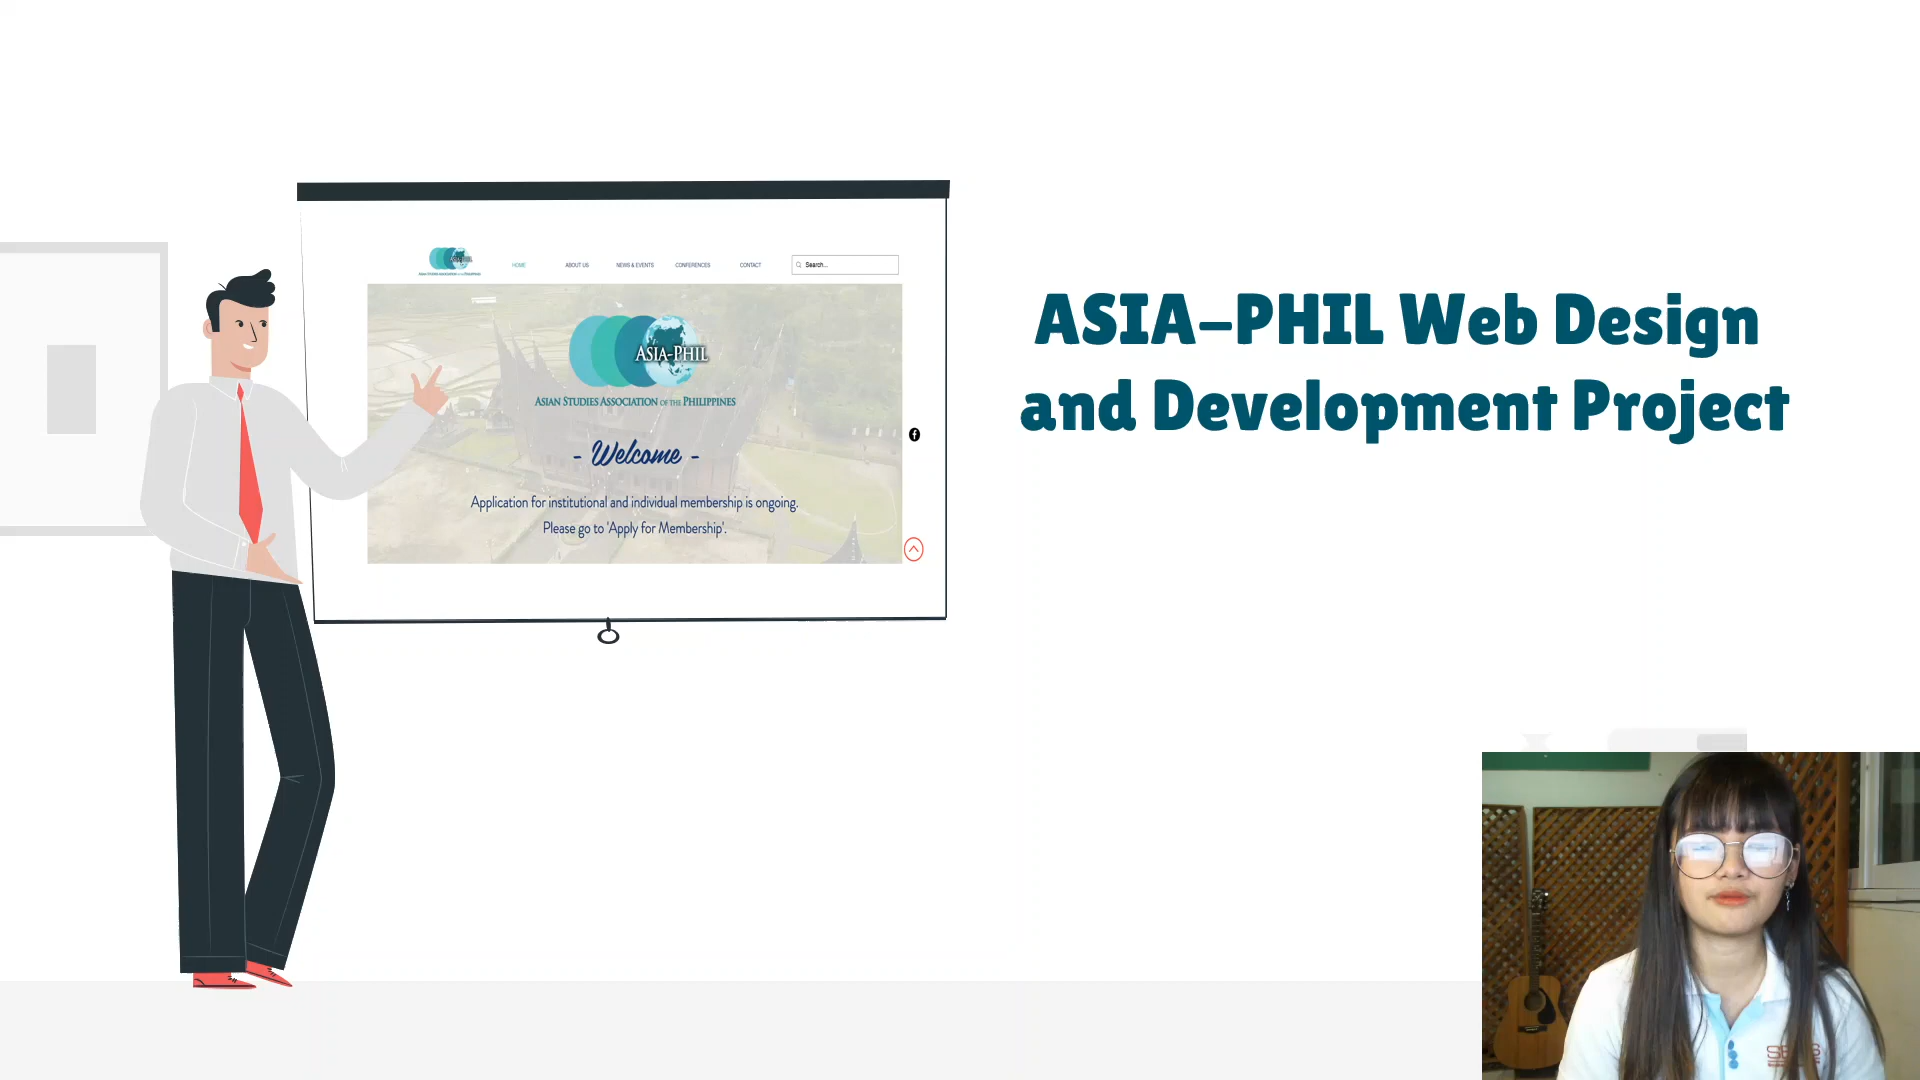 HOME
ABOUT US
NEWS & EVENTS
CONFERENCES
CONTACT
Search...
ASIA-PHIL
ASIAN STUDIES ASSOCIATION OF THE PHILIPPINES
- Welcome -
Application for institutional and individual membership is ongoing.
Please go to 'Apply for Membership'.
ASIA-PHIL Web Design
and Development Project